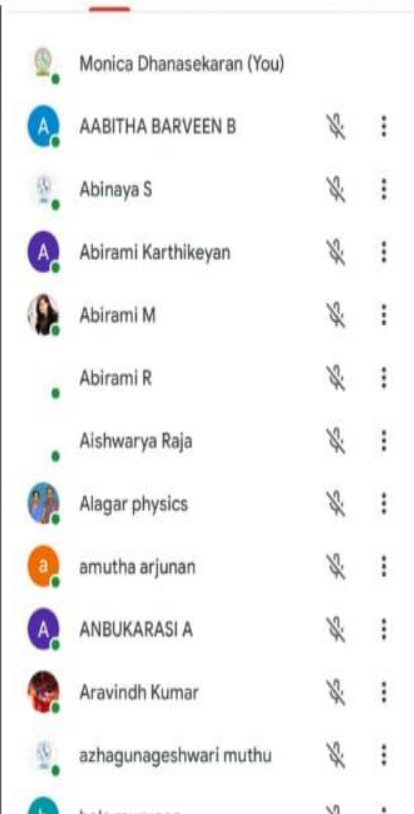 Monica Dhanasekaran (You)
A AABITHA BARVEEN B
Abinaya S
A Abirami Karthikeyan
Abirami M
Abirami R
Aishwarya Raja
Alagar physics
a amutha arjunan
A ANBUKARASI A
Aravindh Kumar
azhagunageshwari muthu